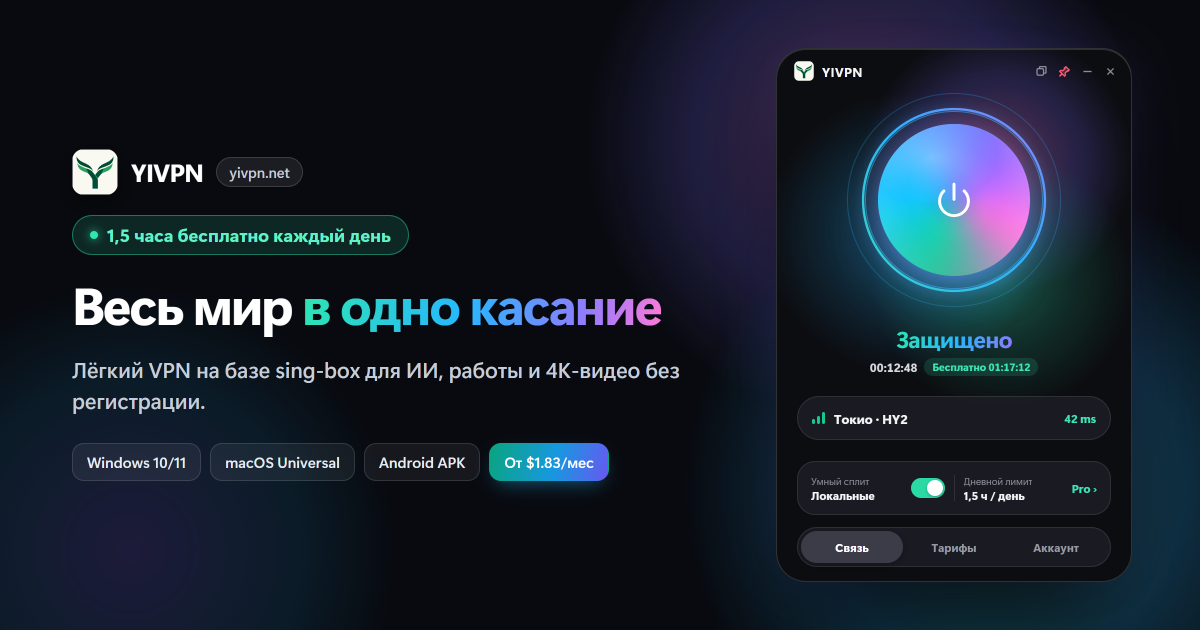 YIVPN
yivpn.net
1,5 часа бесплатно каждый день
Весь мир в одно касание
Лёгкий VPN на базе sing-box для ИИ, работы и 4К-видео без
регистрации.
Windows 10/11
macOS Universal
Android APK
От $1.83/мес
YIVPN
Защищено
00:12:48
Бесплатно 01:17:12
Токио · HY2
42 ms
Умный сплит
Локальные
Дневной лимит
1,5 ч / день
Pro ›
Связь
Тарифы
Аккаунт